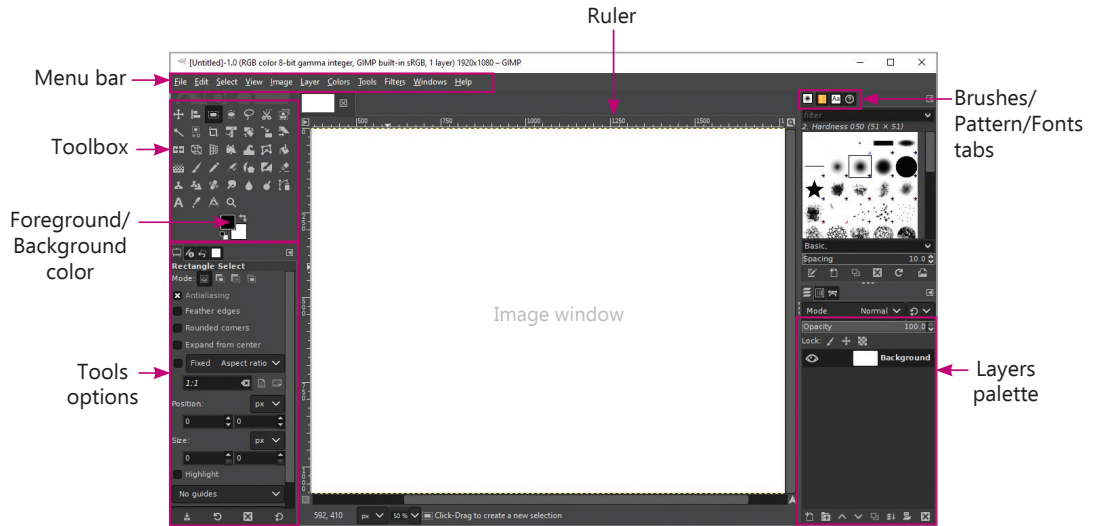 Ruler
[Untitled]-1.0 (RGB color 8-bit gamma integer, GIMP built-in sRGB, 1 layer) 1920x1080 – GIMP
Menu bar
File Edit Select View Image Layer Colors Tools Filters Windows Help
Brushes/
Pattern/Fonts
tabs
Aa
500
1000
1250
1500
filter
2. Hardness 050 (51 × 51)
Toolbox
Foreground/
Background
color
250
500
750
1000
Basic,
Spacing 10.0
Rectangle Select
Mode:
Antialiasing
Feather edges
Rounded corners
Expand from center
Fixed Aspect ratio
1:1
Position: px
0 0
Size: px
0 0
Highlight
No guides
Tools
options
Image window
Mode Normal
Opacity 100.0
Lock:
Background
Layers
palette
592, 410 px 50 % Click-Drag to create a new selection